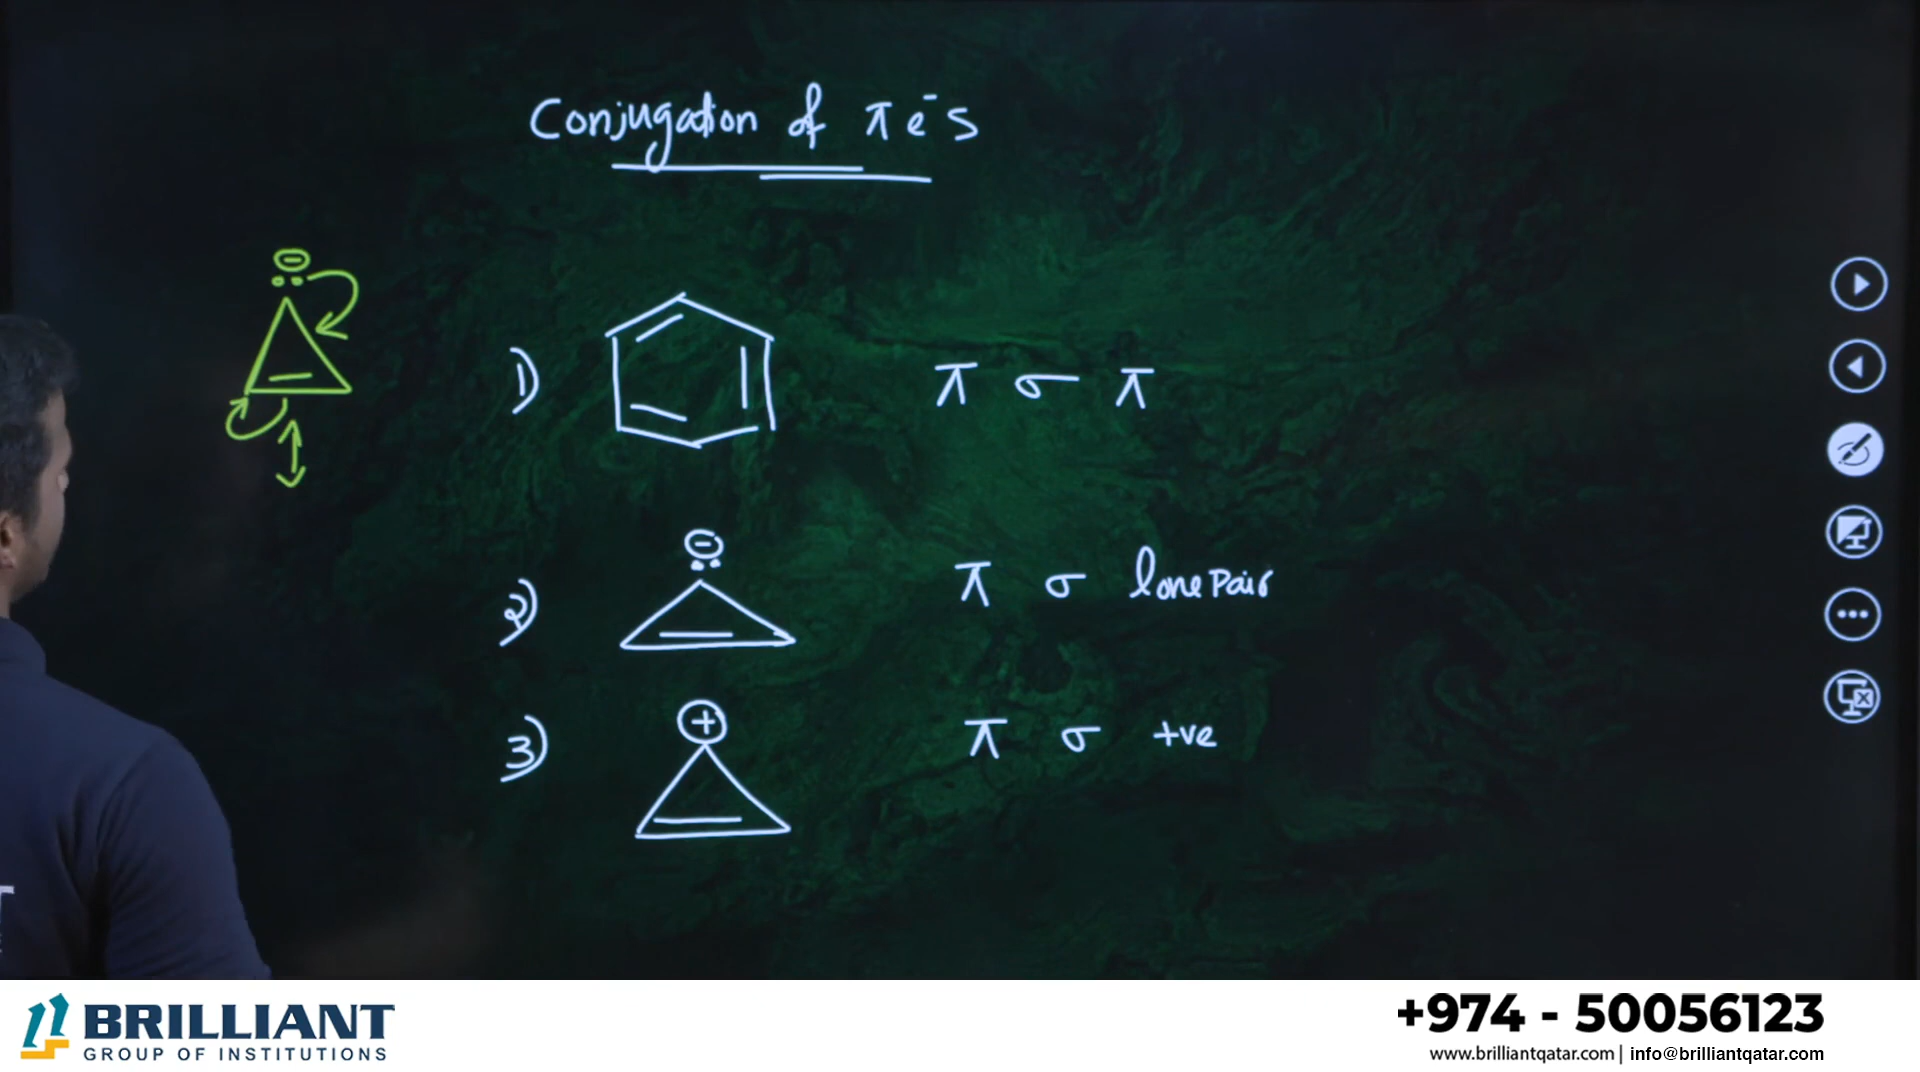 Conjugation of π e⁻s
⊖
1) π σ π
⊖
2) π σ lone pair
⊕
3) π σ +ve
T
BRILLIANT
GROUP OF INSTITUTIONS
+974 - 50056123
www.brilliantqatar.com | info@brilliantqatar.com